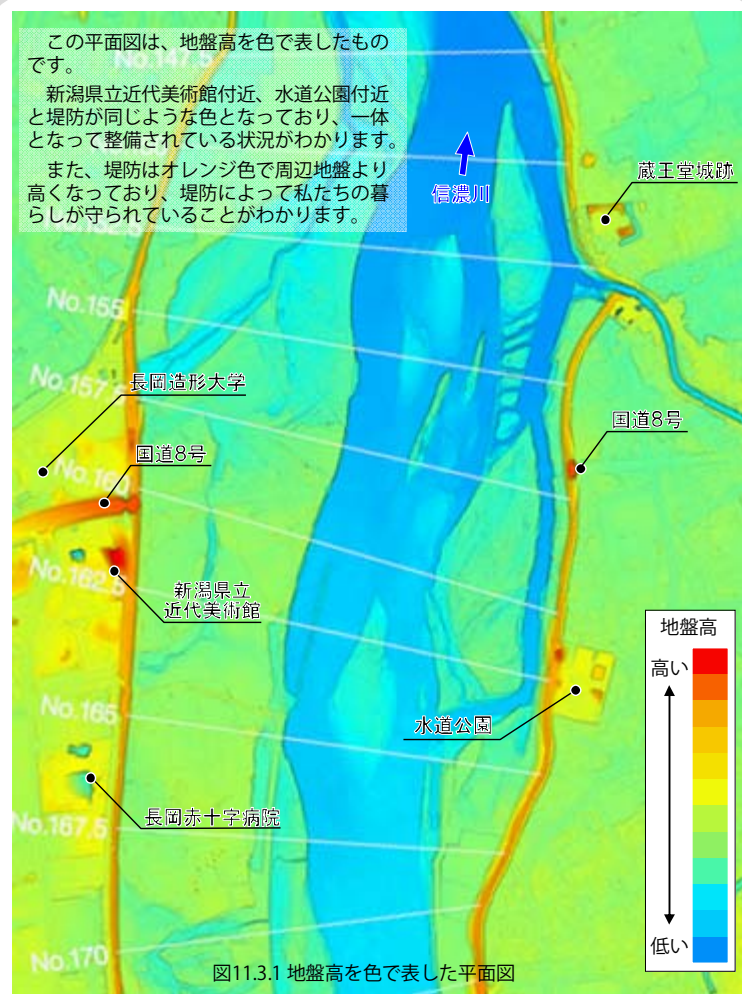 この平面図は、地盤高を色で表したもの
です。
新潟県立近代美術館付近、水道公園付近
と堤防が同じような色となっており、一体
となって整備されている状況がわかります。
また、堤防はオレンジ色で周辺地盤より
高くなっており、堤防によって私たちの暮
らしが守られていることがわかります。
No.147.5
信濃川
蔵王堂城跡
No.155
No.157.5
長岡造形大学
国道8号
国道8号
No.160
No.162.5
新潟県立
近代美術館
No.165
水道公園
長岡赤十字病院
No.167.5
No.170
地盤高
高い
低い
図11.3.1 地盤高を色で表した平面図